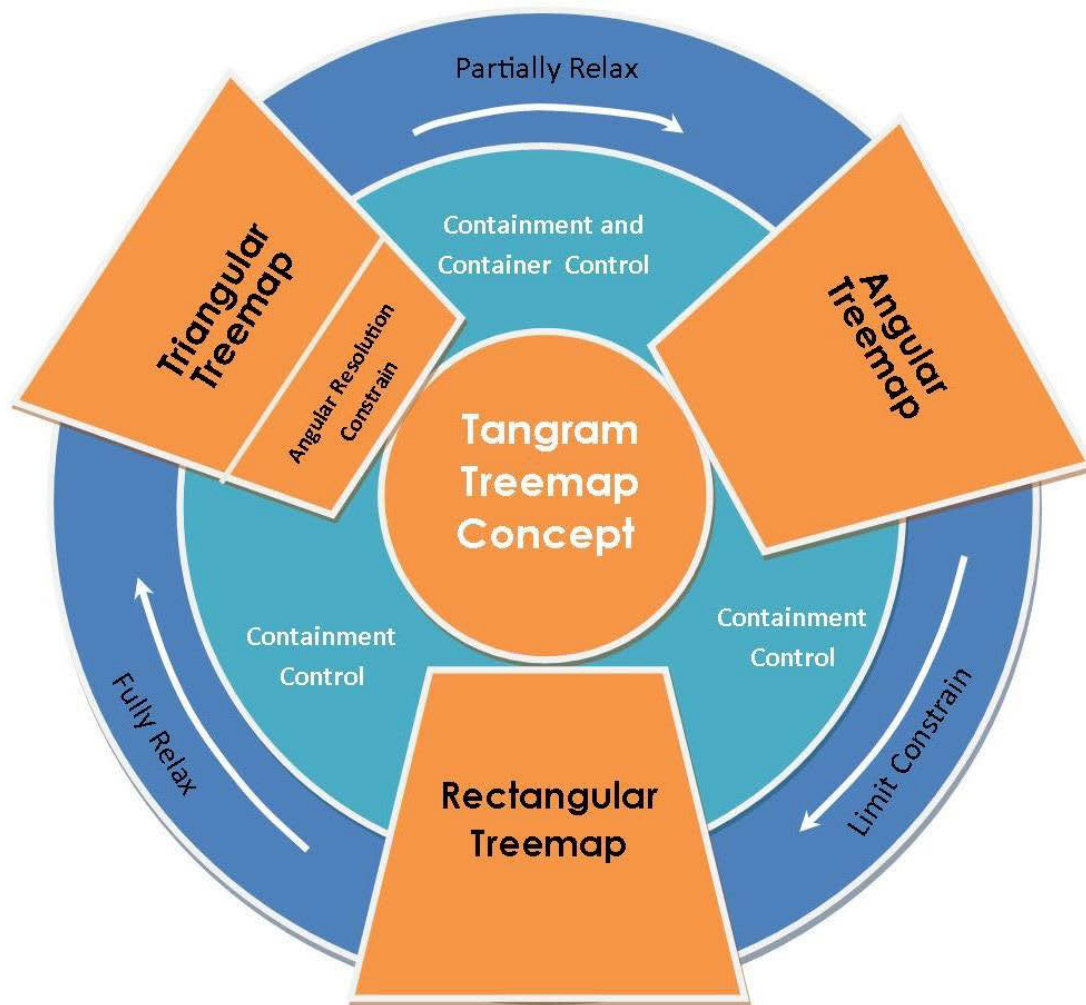 Partially Relax
Containment and
Container Control
Triangular
Treemap
Angular Resolution
Constrain
Angular
Treemap
Tangram
Treemap
Concept
Containment
Control
Containment
Control
Fully Relax
Limit Constrain
Rectangular
Treemap